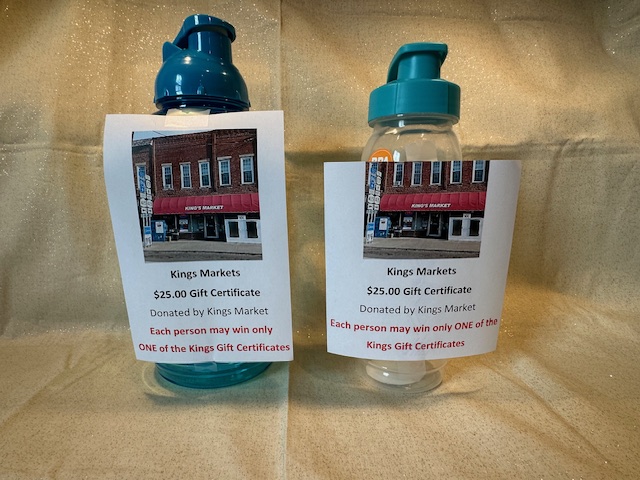 KING'S MARKET
Kings Markets
$25.00 Gift Certificate
Donated by Kings Market
Each person may win only
ONE of the Kings Gift Certificates
KING'S MARKET
Kings Markets
$25.00 Gift Certificate
Donated by Kings Market
Each person may win only ONE of the
Kings Gift Certificates